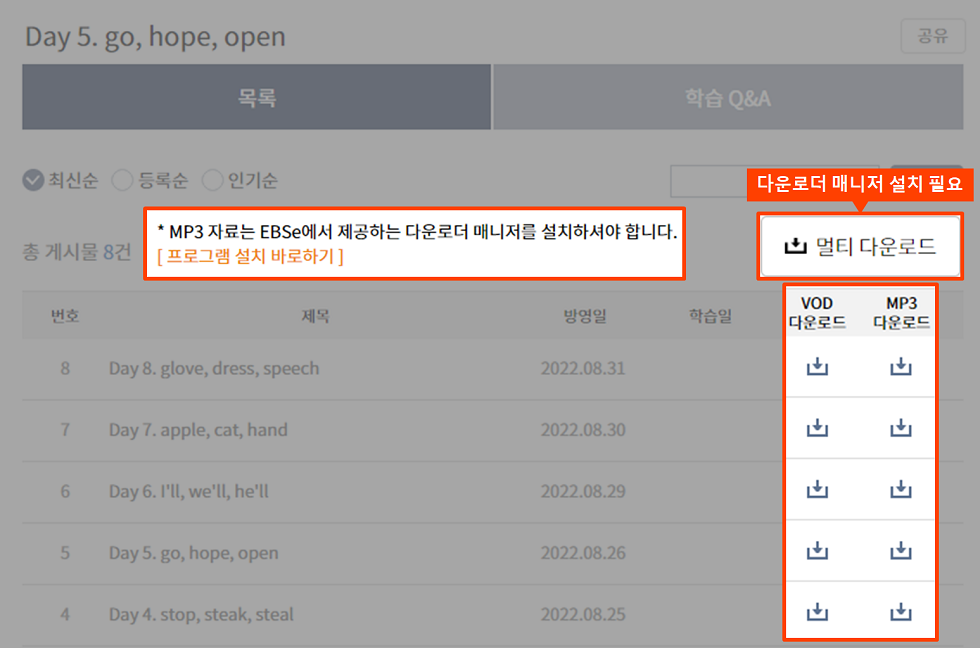 Day 5. go, hope, open
공유
목록
학습 Q&A
최신순 등록순 인기순
다운로더 매니저 설치 필요
* MP3 자료는 EBSe에서 제공하는 다운로더 매니저를 설치하셔야 합니다.
[ 프로그램 설치 바로하기 ]
총 게시물 8건
멀티 다운로드
번호 제목 방영일 학습일 VOD 다운로드 MP3 다운로드
8 Day 8. glove, dress, speech 2022.08.31
7 Day 7. apple, cat, hand 2022.08.30
6 Day 6. I'll, we'll, he'll 2022.08.29
5 Day 5. go, hope, open 2022.08.26
4 Day 4. stop, steak, steal 2022.08.25